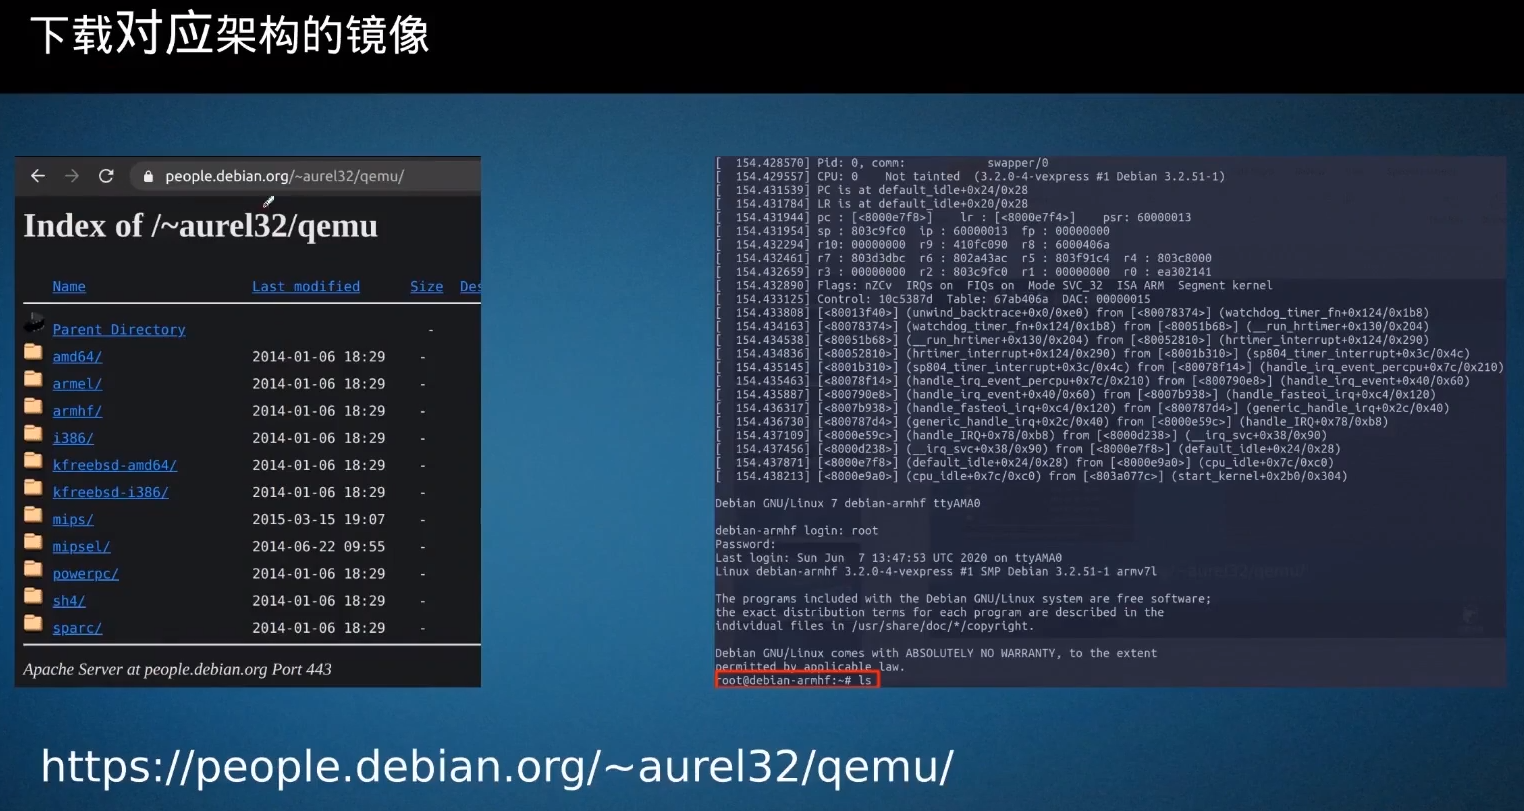 下载对应架构的镜像
people.debian.org/~aurel32/qemu/
Index of /~aurel32/qemu
Name Last modified Size Des
Parent Directory -
amd64/ 2014-01-06 18:29 -
armel/ 2014-01-06 18:29 -
armhf/ 2014-01-06 18:29 -
i386/ 2014-01-06 18:29 -
kfreebsd-amd64/ 2014-01-06 18:29 -
kfreebsd-i386/ 2014-01-06 18:29 -
mips/ 2015-03-15 19:07 -
mipsel/ 2014-06-22 09:55 -
powerpc/ 2014-01-06 18:29 -
sh4/ 2014-01-06 18:29 -
sparc/ 2014-01-06 18:29 -
Apache Server at people.debian.org Port 443
[ 154.428570] Pid: 0, comm: swapper/0
[ 154.429557] CPU: 0 Not tainted (3.2.0-4-vexpress #1 Debian 3.2.51-1)
[ 154.431539] PC is at default_idle+0x24/0x28
[ 154.431784] LR is at default_idle+0x20/0x28
[ 154.431944] pc : [<8000e7f8>] lr : [<8000e7f4>] psr: 60000013
[ 154.431954] sp : 803c9fc0 ip : 60000013 fp : 00000000
[ 154.432294] r10: 00000000 r9 : 410fc090 r8 : 6000406a
[ 154.432461] r7 : 803d3dbc r6 : 802a43ac r5 : 803f91c4 r4 : 803c8000
[ 154.432659] r3 : 00000000 r2 : 803c9fc0 r1 : 00000000 r0 : ea302141
[ 154.432890] Flags: nZCv IRQs on FIQs on Mode SVC_32 ISA ARM Segment kernel
[ 154.433125] Control: 10c5387d Table: 67ab406a DAC: 00000015
[ 154.433808] [<80013f40>] (unwind_backtrace+0x0/0xe0) from [<80078374>] (watchdog_timer_fn+0x124/0x1b8)
[ 154.434163] [<80078374>] (watchdog_timer_fn+0x124/0x1b8) from [<80051b68>] (__run_hrtimer+0x130/0x204)
[ 154.434538] [<80051b68>] (__run_hrtimer+0x130/0x204) from [<80052810>] (hrtimer_interrupt+0x124/0x290)
[ 154.434836] [<80052810>] (hrtimer_interrupt+0x124/0x290) from [<8001b310>] (sp804_timer_interrupt+0x3c/0x4c)
[ 154.435145] [<8001b310>] (sp804_timer_interrupt+0x3c/0x4c) from [<80078f14>] (handle_irq_event_percpu+0x7c/0x210)
[ 154.435463] [<80078f14>] (handle_irq_event_percpu+0x7c/0x210) from [<800790e8>] (handle_irq_event+0x40/0x60)
[ 154.435887] [<800790e8>] (handle_irq_event+0x40/0x60) from [<8007b938>] (handle_fasteoi_irq+0xc4/0x120)
[ 154.436317] [<8007b938>] (handle_fasteoi_irq+0xc4/0x120) from [<800787d4>] (generic_handle_irq+0x2c/0x40)
[ 154.436730] [<800787d4>] (generic_handle_irq+0x2c/0x40) from [<8000e59c>] (handle_IRQ+0x78/0xb8)
[ 154.437109] [<8000e59c>] (handle_IRQ+0x78/0xb8) from [<8000d238>] (__irq_svc+0x38/0x90)
[ 154.437456] [<8000d238>] (__irq_svc+0x38/0x90) from [<8000e7f8>] (default_idle+0x24/0x28)
[ 154.437871] [<8000e7f8>] (default_idle+0x24/0x28) from [<8000e9a0>] (cpu_idle+0x7c/0xc0)
[ 154.438213] [<8000e9a0>] (cpu_idle+0x7c/0xc0) from [<803a077c>] (start_kernel+0x2b0/0x304)
Debian GNU/Linux 7 debian-armhf ttyAMA0
debian-armhf login: root
Password:
Last login: Sun Jun 7 13:47:53 UTC 2020 on ttyAMA0
Linux debian-armhf 3.2.0-4-vexpress #1 SMP Debian 3.2.51-1 armv7l
The programs included with the Debian GNU/Linux system are free software;
the exact distribution terms for each program are described in the
individual files in /usr/share/doc/*/copyright.
Debian GNU/Linux comes with ABSOLUTELY NO WARRANTY, to the extent
permitted by applicable law.
root@debian-armhf:~# ls
https://people.debian.org/~aurel32/qemu/